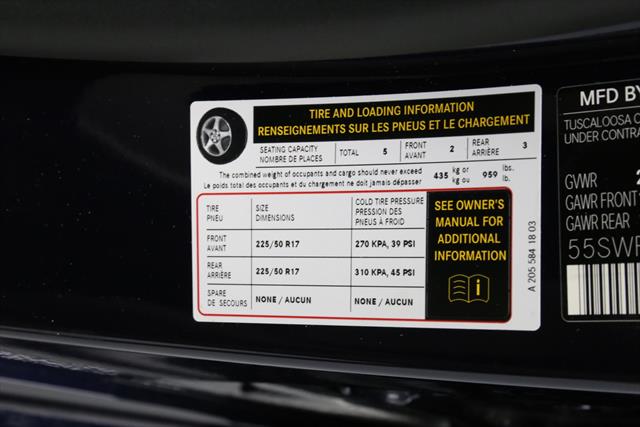 TIRE AND LOADING INFORMATION
RENSEIGNEMENTS SUR LES PNEUS ET LE CHARGEMENT
SEATING CAPACITY
NOMBRE DE PLACES
TOTAL 5
FRONT
AVANT
2
REAR
ARRIÈRE
3
The combined weight of occupants and cargo should never exceed
Le poids total des occupants et du chargement ne doit jamais dépasser
435 kg or
kg ou
959 lbs.
lb.
TIRE
PNEU
SIZE
DIMENSIONS
COLD TIRE PRESSURE
PRESSION DES
PNEUS À FROID
FRONT
AVANT
225/50 R17
270 KPA, 39 PSI
REAR
ARRIÈRE
225/50 R17
310 KPA, 45 PSI
SPARE
DE SECOURS
NONE / AUCUN
NONE / AUCUN
SEE OWNER'S
MANUAL FOR
ADDITIONAL
INFORMATION
A 205 584 18 03
MFD BY
TUSCALOOSA
UNDER
GVWR
GAWR FRONT
GAWR REAR
55SWF